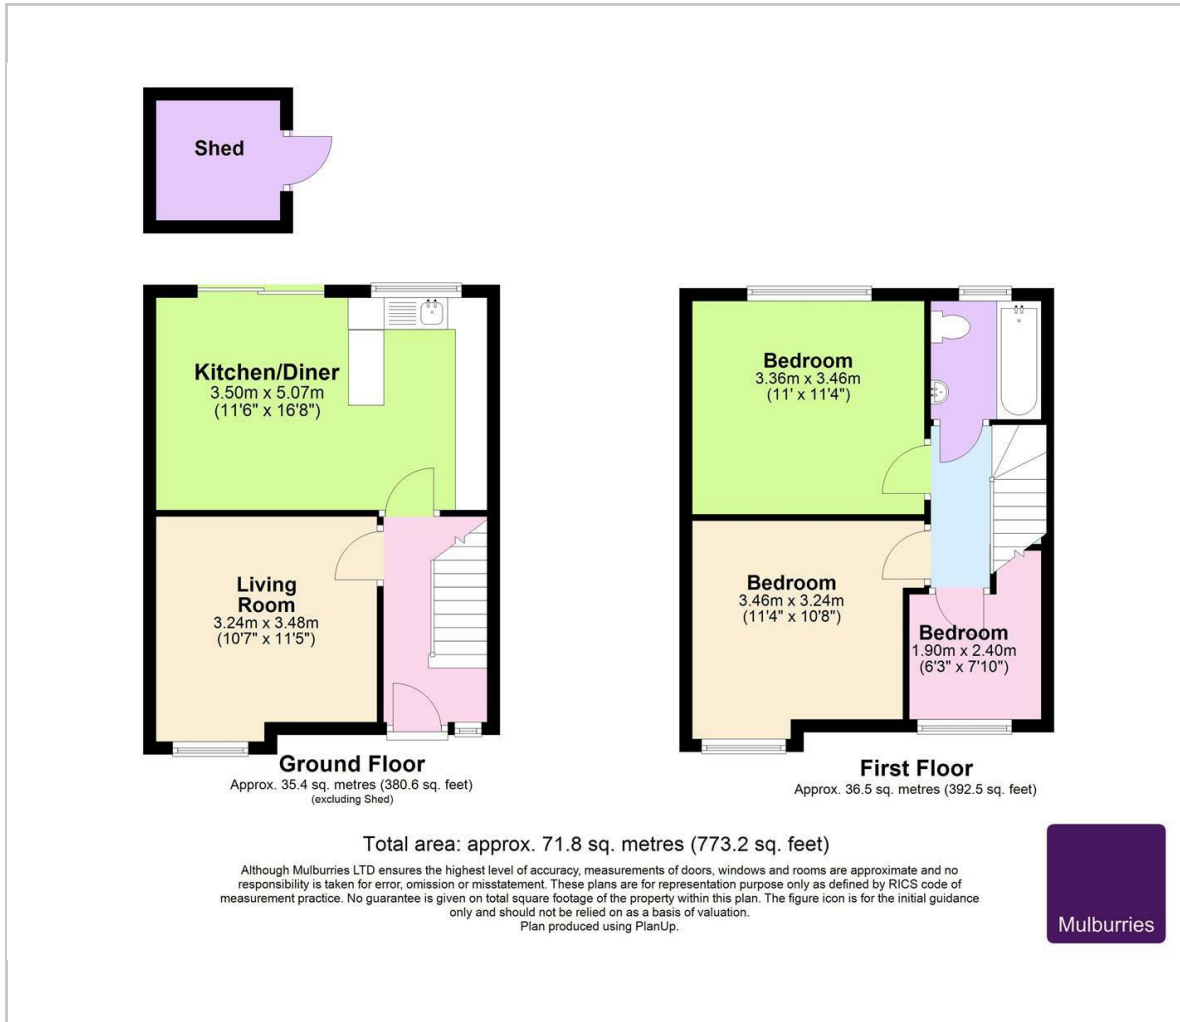 Shed
Kitchen/Diner
3.50m x 5.07m
(11'6" x 16'8")
Living
Room
3.24m x 3.48m
(10'7" x 11'5")
Ground Floor
Approx. 35.4 sq. metres (380.6 sq. feet)
(excluding Shed)
Bedroom
3.36m x 3.46m
(11' x 11'4")
Bedroom
3.46m x 3.24m
(11'4" x 10'8")
Bedroom
1.90m x 2.40m
(6'3" x 7'10")
First Floor
Approx. 36.5 sq. metres (392.5 sq. feet)
Total area: approx. 71.8 sq. metres (773.2 sq. feet)
Although Mulburries LTD ensures the highest level of accuracy, measurements of doors, windows and rooms are approximate and no
responsibility is taken for error, omission or misstatement. These plans are for representation purpose only as defined by RICS code of
measurement practice. No guarantee is given on total square footage of the property within this plan. The figure icon is for the initial guidance
only and should not be relied on as a basis of valuation.
Plan produced using PlanUp.
Mulburries